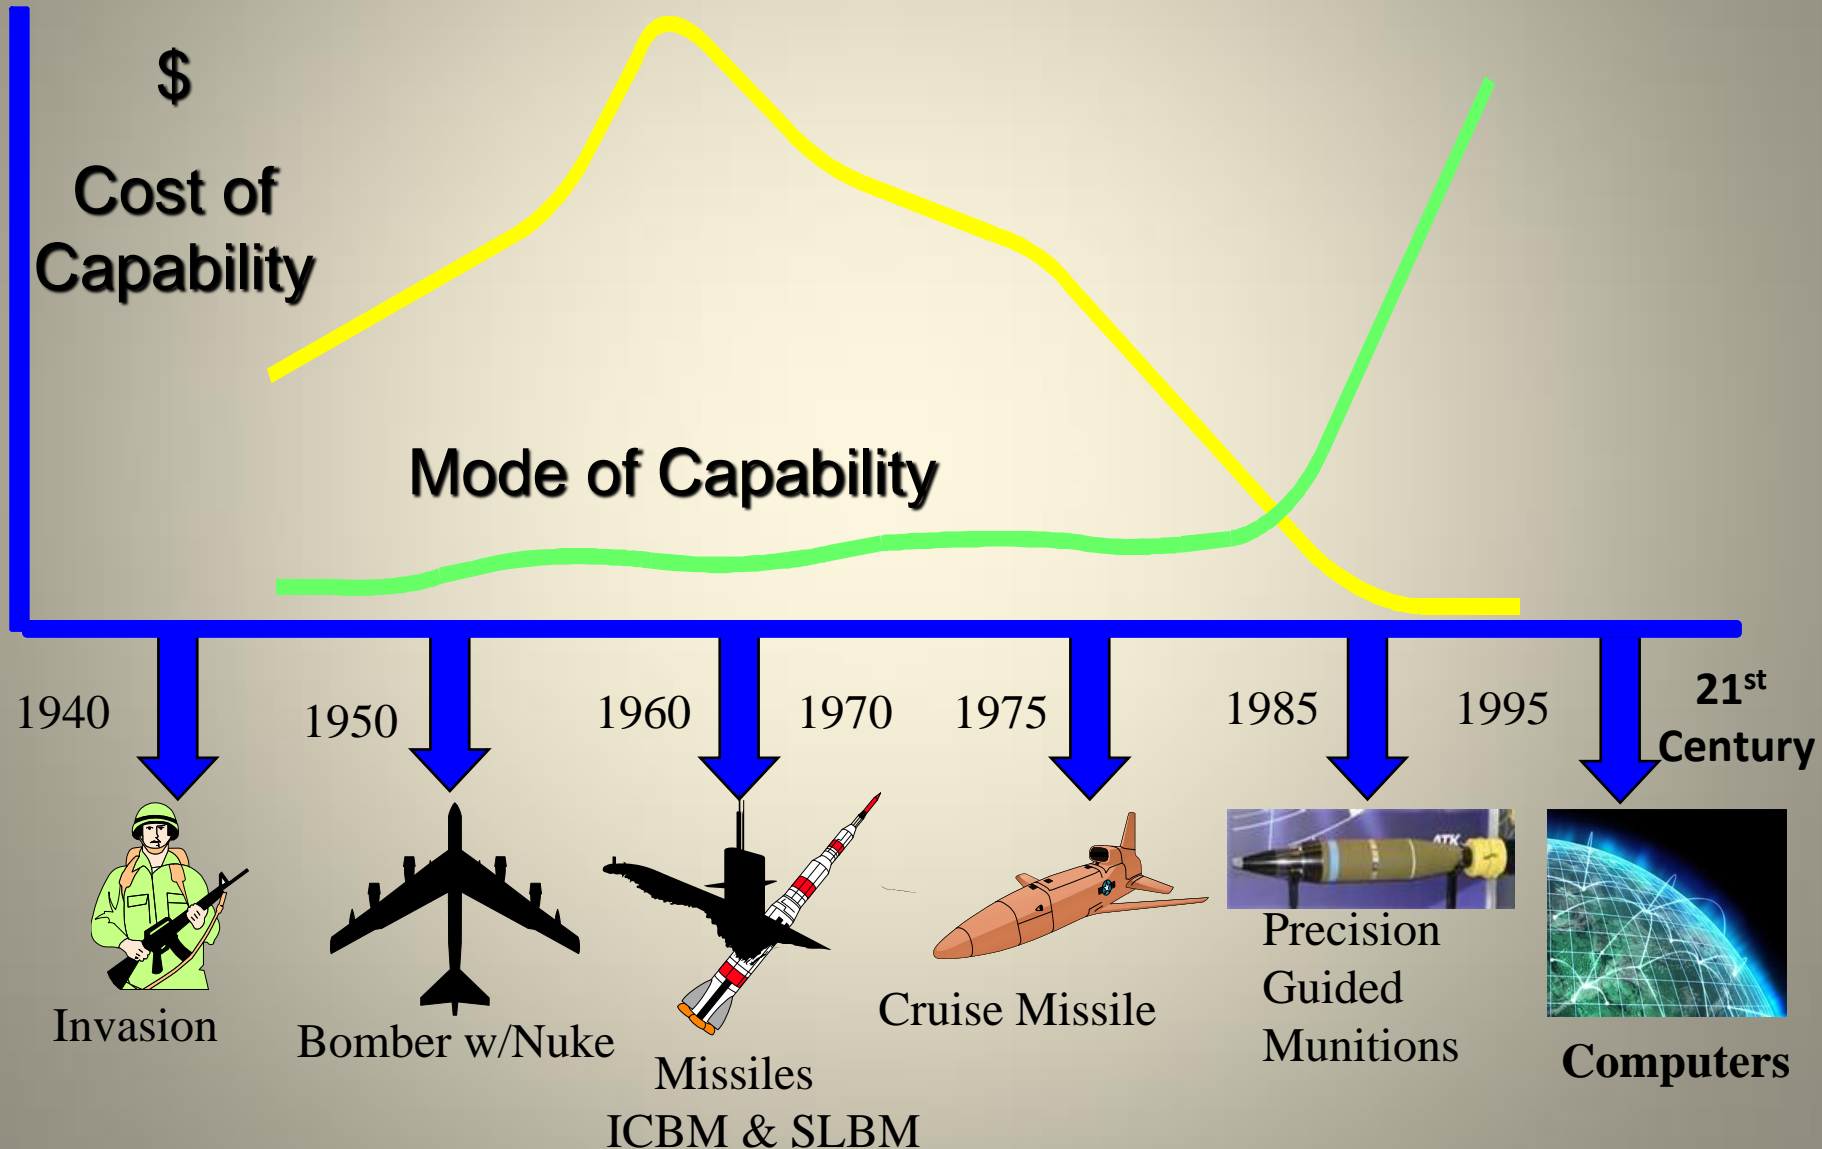 $
Cost of
Capability
Mode of Capability
1940
1950
1960
1970
1975
1985
1995
21st
Century
Invasion
Bomber w/Nuke
Missiles
ICBM & SLBM
Cruise Missile
ATK
Precision
Guided
Munitions
Computers